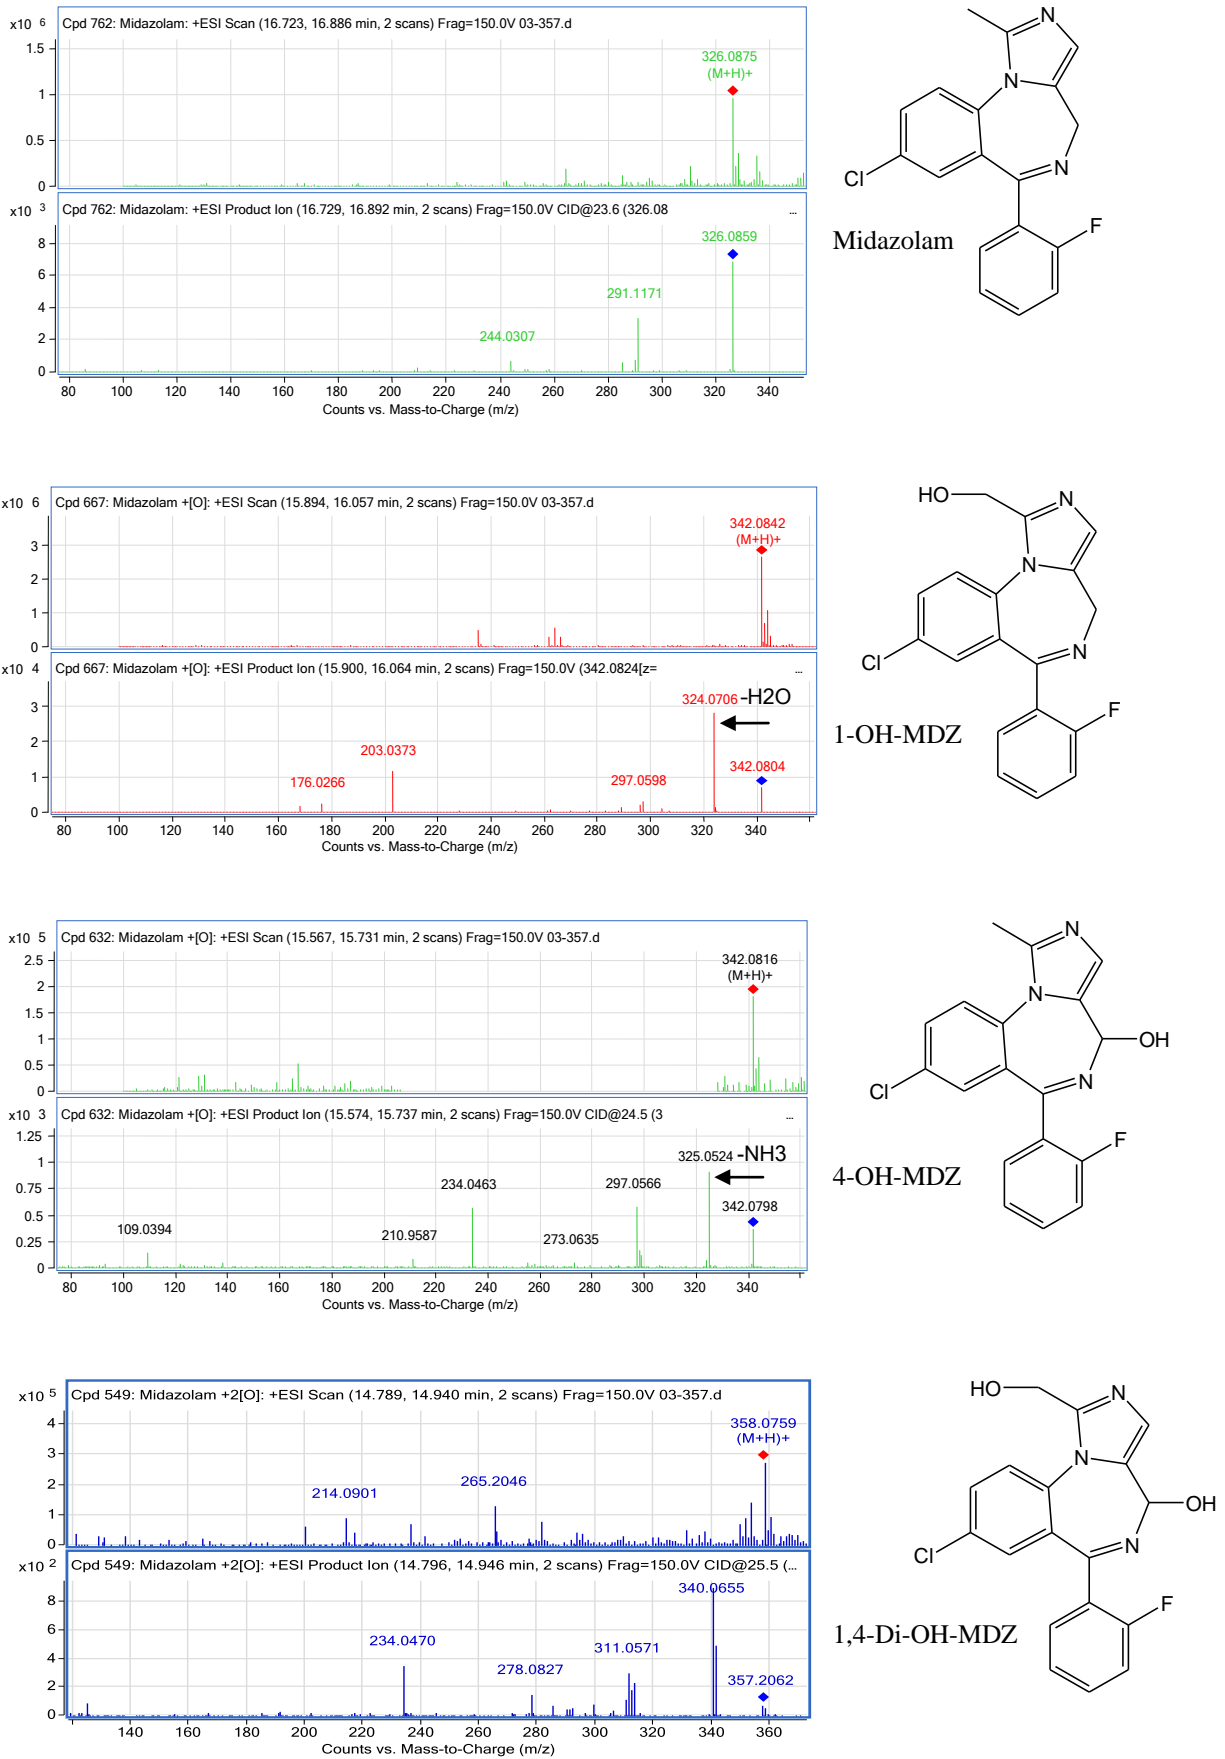 x10 6
Cpd 762: Midazolam: +ESI Scan (16.723, 16.886 min, 2 scans) Frag=150.0V 03-357.d
1.5
1
0.5
0
326.0875
(M+H)+
x10 3
Cpd 762: Midazolam: +ESI Product Ion (16.729, 16.892 min, 2 scans) Frag=150.0V CID@23.6 (326.08 ...
8
6
4
2
0
326.0859
291.1171
244.0307
80 100 120 140 160 180 200 220 240 260 280 300 320 340
Counts vs. Mass-to-Charge (m/z)
N
N
N
Cl
F
Midazolam
x10 6
Cpd 667: Midazolam +[O]: +ESI Scan (15.894, 16.057 min, 2 scans) Frag=150.0V 03-357.d
3
2
1
0
342.0842
(M+H)+
x10 4
Cpd 667: Midazolam +[O]: +ESI Product Ion (15.900, 16.064 min, 2 scans) Frag=150.0V (342.0824[z= ...
3
2
1
0
324.0706 -H2O
203.0373
342.0804
176.0266
297.0598
80 100 120 140 160 180 200 220 240 260 280 300 320 340
Counts vs. Mass-to-Charge (m/z)
HO
N
N
N
Cl
F
1-OH-MDZ
x10 5
Cpd 632: Midazolam +[O]: +ESI Scan (15.567, 15.731 min, 2 scans) Frag=150.0V 03-357.d
2.5
2
1.5
1
0.5
0
342.0816
(M+H)+
x10 3
Cpd 632: Midazolam +[O]: +ESI Product Ion (15.574, 15.737 min, 2 scans) Frag=150.0V CID@24.5 (3 ...
1.25
1
0.75
0.5
0.25
0
325.0524 -NH3
234.0463
297.0566
342.0798
109.0394
210.9587
273.0635
80 100 120 140 160 180 200 220 240 260 280 300 320 340
Counts vs. Mass-to-Charge (m/z)
N
N
OH
N
Cl
F
4-OH-MDZ
x10 5
Cpd 549: Midazolam +2[O]: +ESI Scan (14.789, 14.940 min, 2 scans) Frag=150.0V 03-357.d
4
3
2
1
0
358.0759
(M+H)+
265.2046
214.0901
x10 2
Cpd 549: Midazolam +2[O]: +ESI Product Ion (14.796, 14.946 min, 2 scans) Frag=150.0V CID@25.5 (...
8
6
4
2
0
340.0655
234.0470
311.0571
278.0827
357.2062
140 160 180 200 220 240 260 280 300 320 340 360
Counts vs. Mass-to-Charge (m/z)
HO
N
N
OH
N
Cl
F
1,4-Di-OH-MDZ